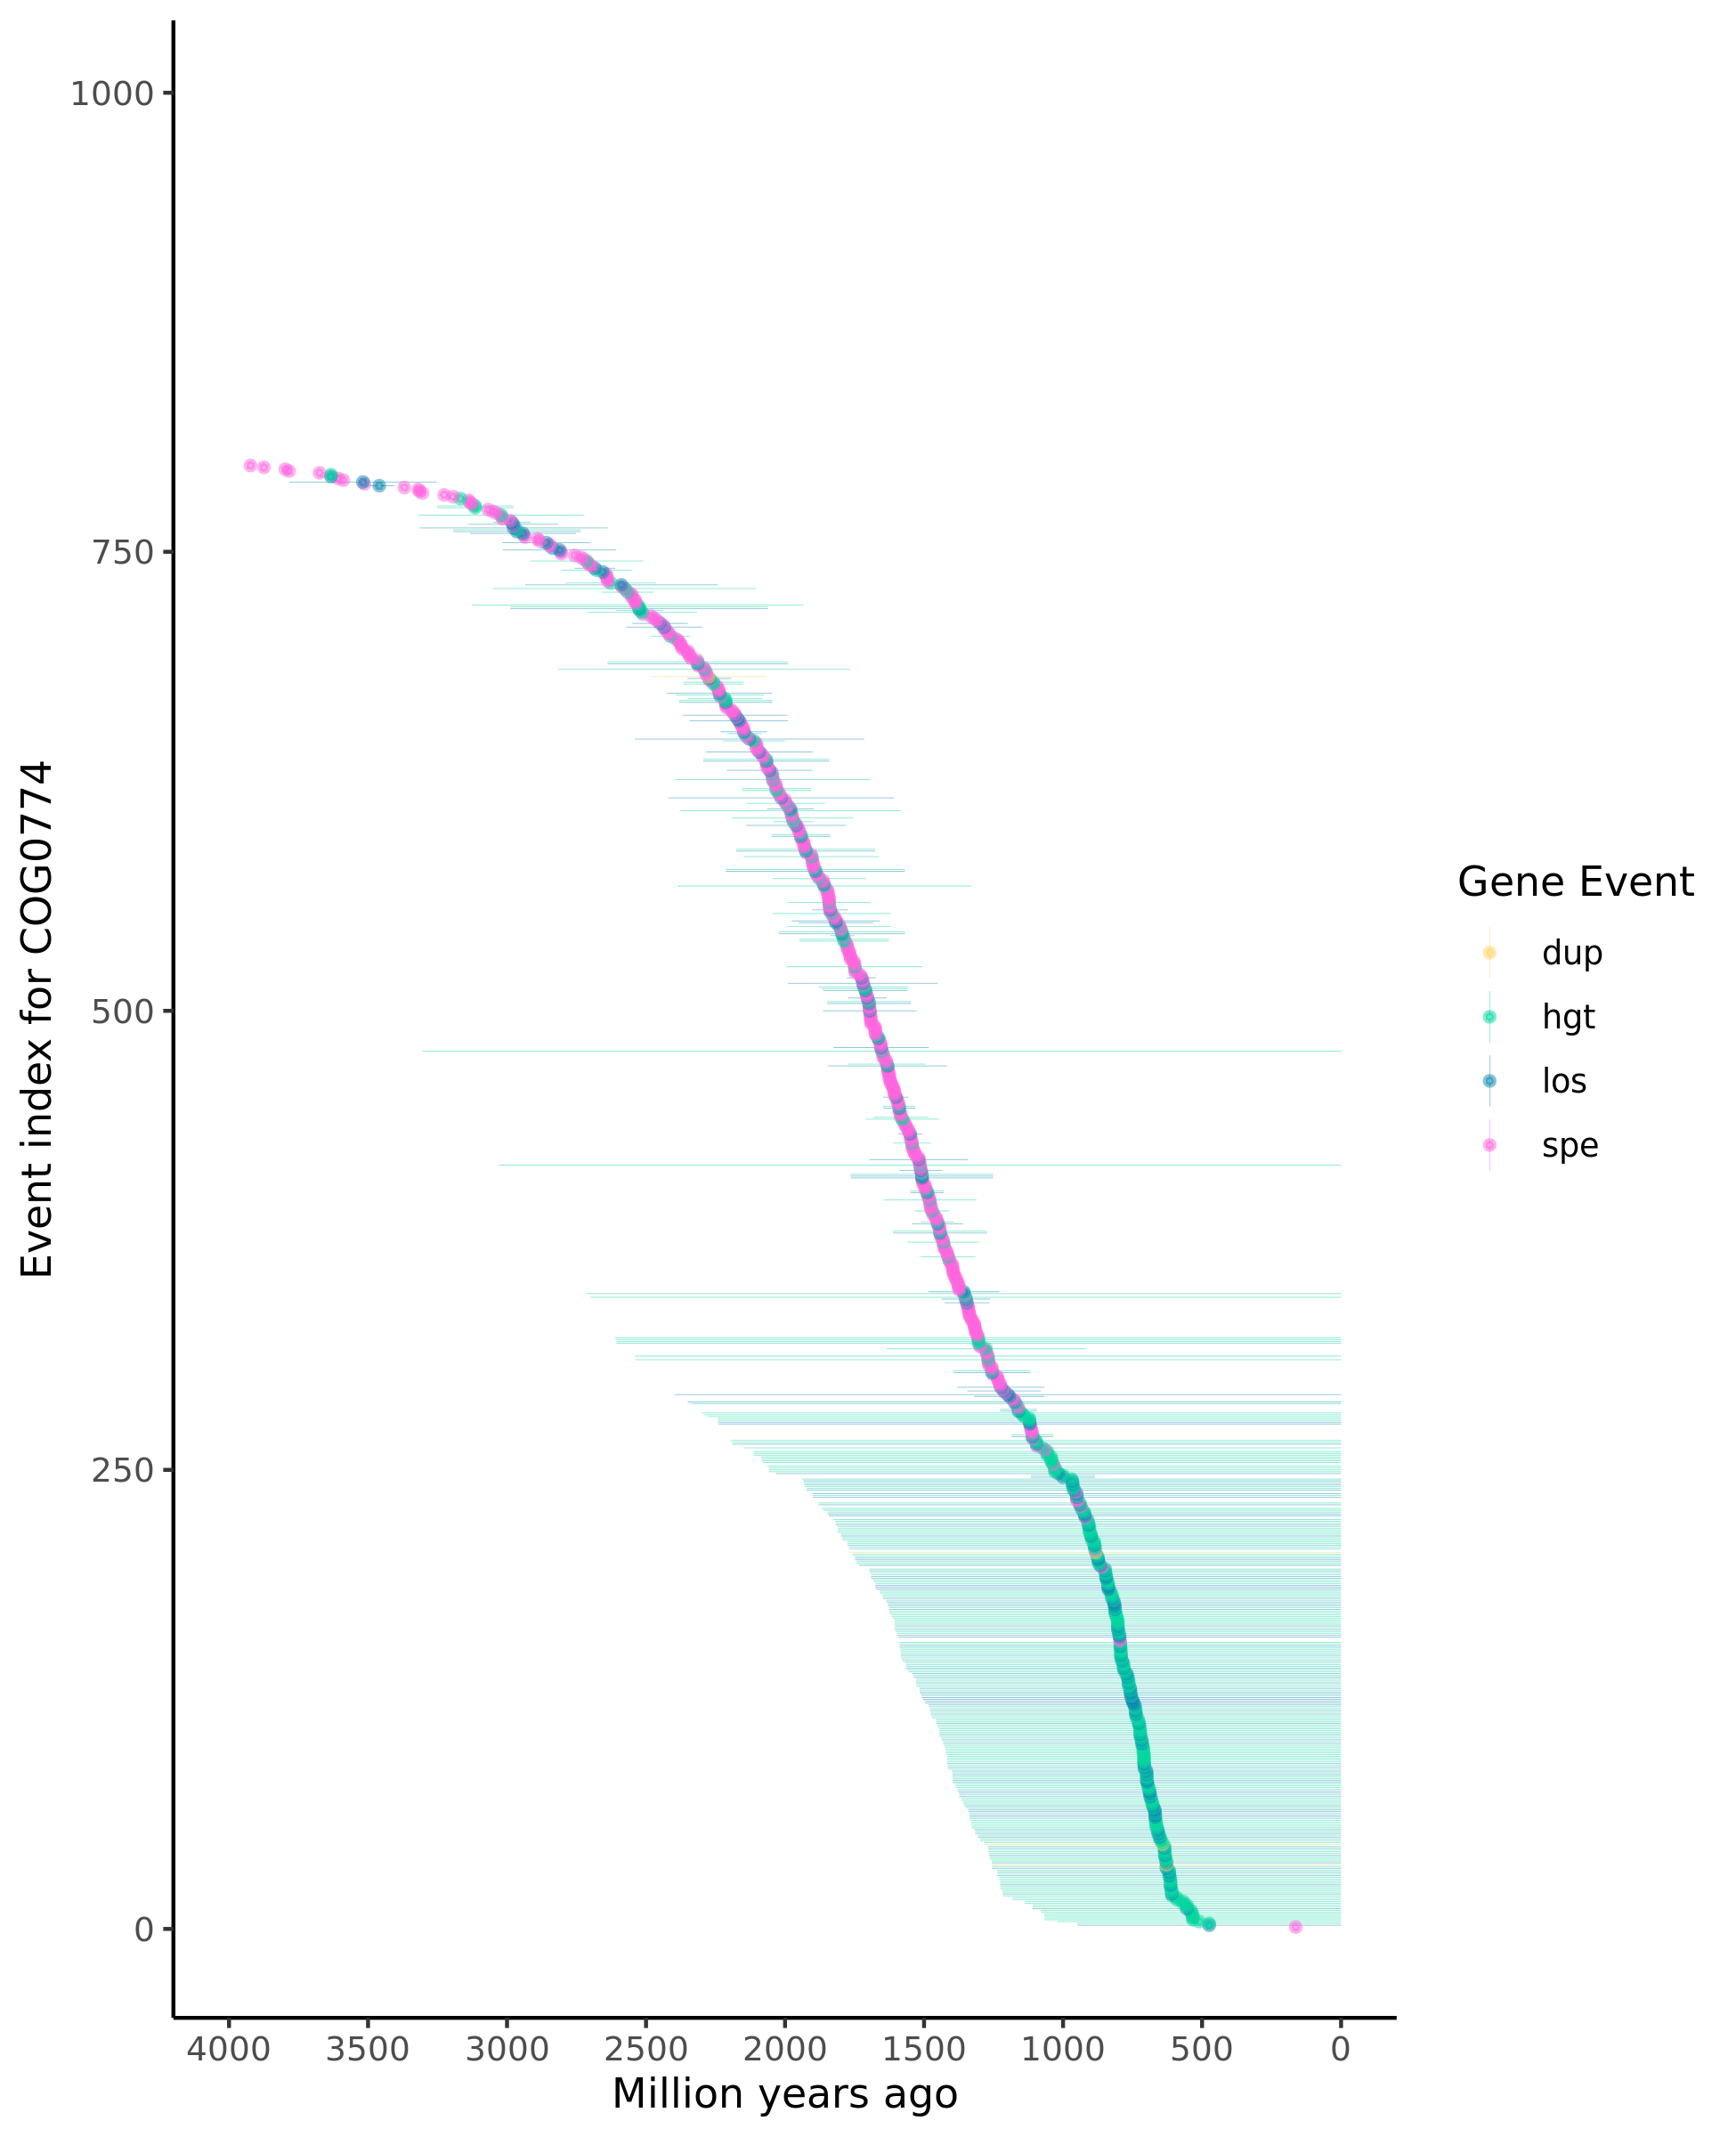 1000
750
500
250
0
Event index for COG0774
4000 3500 3000 2500 2000 1500 1000 500 0
Million years ago
Gene Event
dup
hgt
los
spe